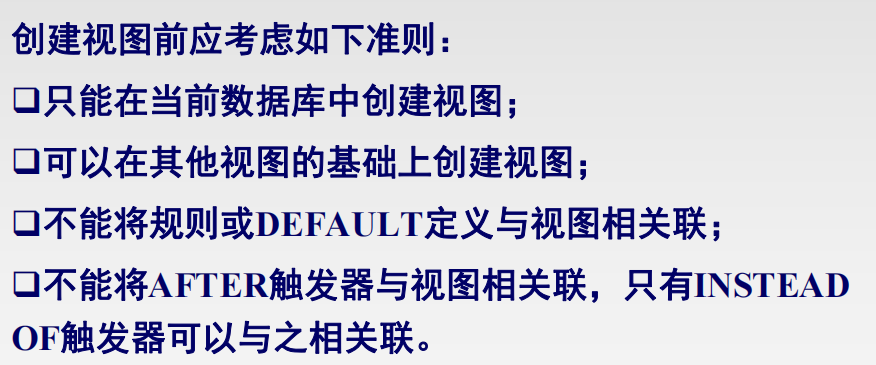 创建视图前应考虑如下准则：
❑只能在当前数据库中创建视图；
❑可以在其他视图的基础上创建视图；
❑不能将规则或DEFAULT定义与视图相关联；
❑不能将AFTER触发器与视图相关联，只有INSTEAD
OF触发器可以与之相关联。